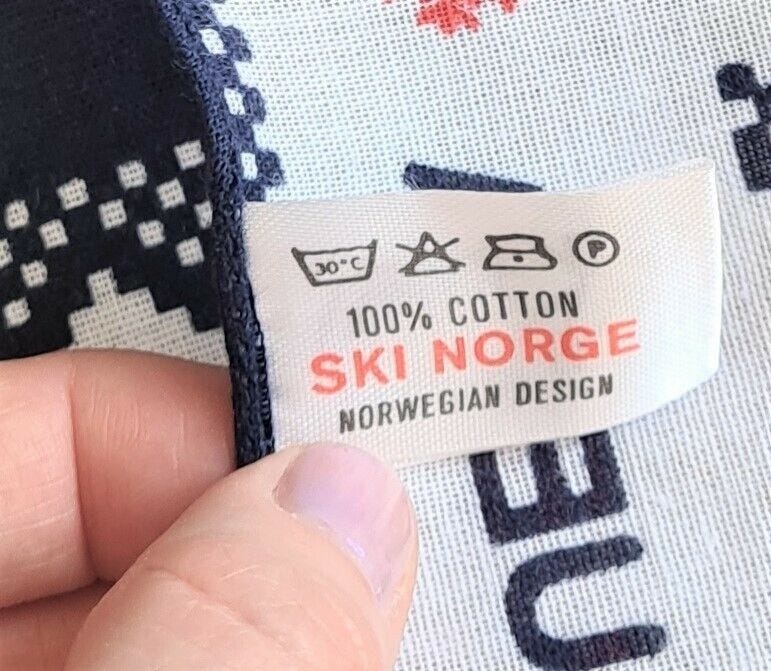 30°C P
100% COTTON
SKI NORGE
NORWEGIAN DESIGN